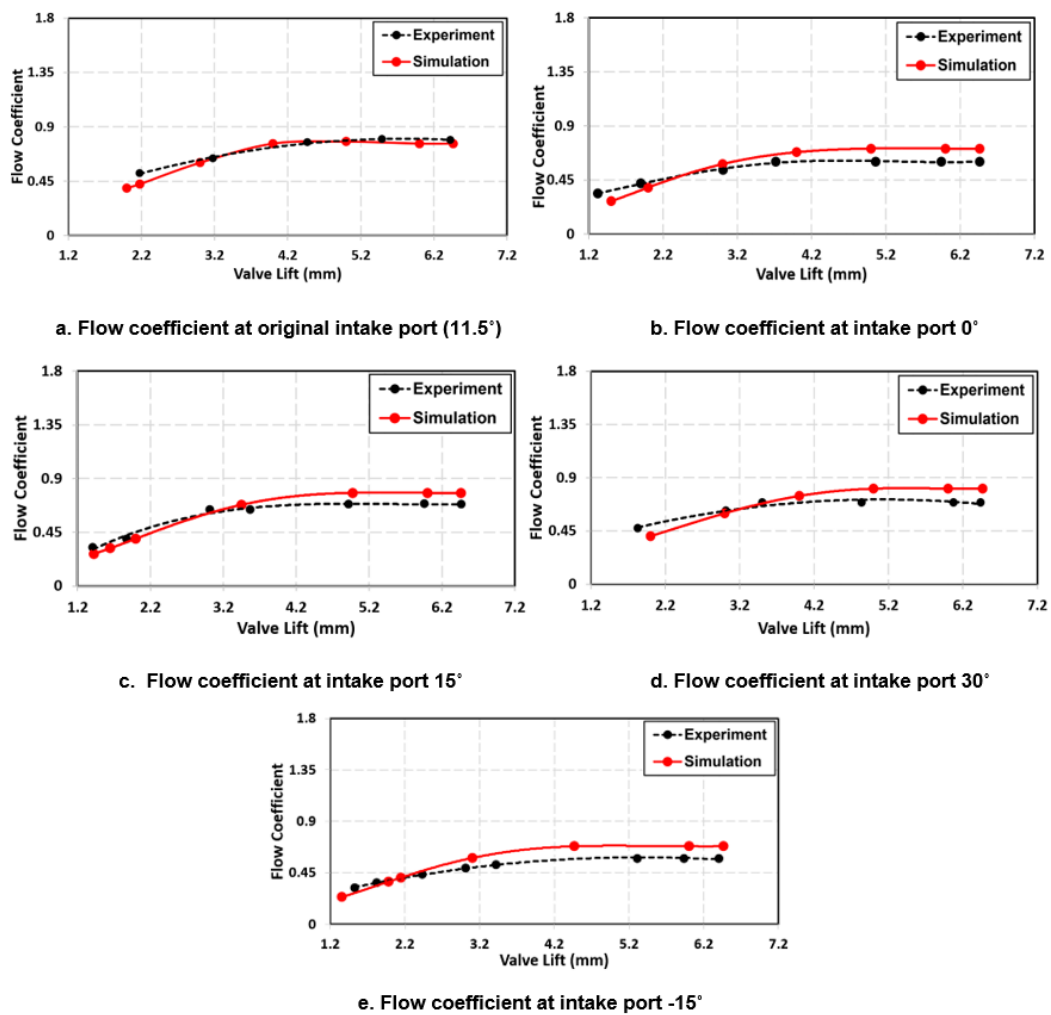 1.8
1.35
0.9
0.45
0
Flow Coefficient
Experiment
Simulation
1.2 2.2 3.2 4.2 5.2 6.2 7.2
Valve Lift (mm)
a. Flow coefficient at original intake port (11.5˚)
1.8
1.35
0.9
0.45
0
Flow Coefficient
Experiment
Simulation
1.2 2.2 3.2 4.2 5.2 6.2 7.2
Valve Lift (mm)
b. Flow coefficient at intake port 0˚
1.8
1.35
0.9
0.45
0
Flow Coefficient
Experiment
Simulation
1.2 2.2 3.2 4.2 5.2 6.2 7.2
Valve Lift (mm)
c. Flow coefficient at intake port 15˚
1.8
1.35
0.9
0.45
0
Flow Coefficient
Experiment
Simulation
1.2 2.2 3.2 4.2 5.2 6.2 7.2
Valve Lift (mm)
d. Flow coefficient at intake port 30˚
1.8
1.35
0.9
0.45
0
Flow Coefficient
Experiment
Simulation
1.2 2.2 3.2 4.2 5.2 6.2 7.2
Valve Lift (mm)
e. Flow coefficient at intake port -15˚